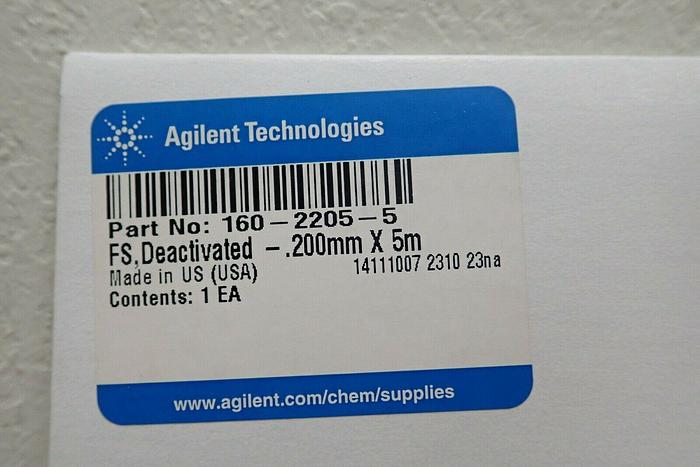 Agilent Technologies
Part No: 160-2205-5
FS,Deactivated -.200mm X 5m
Made in US (USA)
14111007 2310 23na
Contents: 1 EA
www.agilent.com/chem/supplies